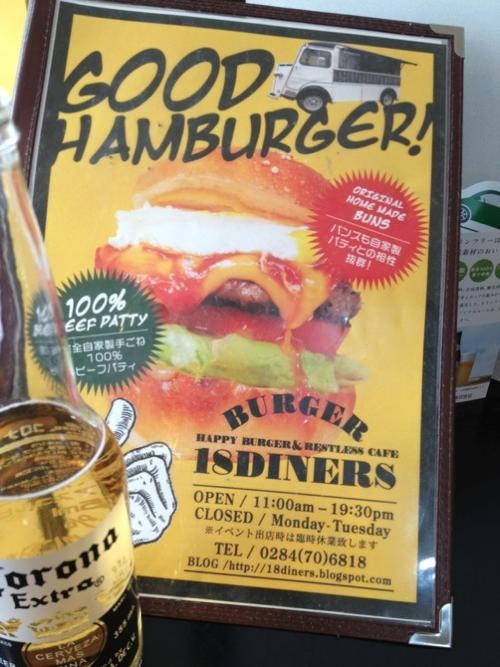 GOOD
HAMBURGER!
ORIGINAL
HOME MADE
BUNS
バンズも自家製
パティとの相性
抜群!
100%
BEEF PATTY
全自家製手ごね
100%
ビーフパティ
BURGER
HAPPY BURGER & RESTLESS CAFE
18DINERS
OPEN / 11:00am – 19:30pm
CLOSED / Monday·Tuesday
※イベント出店時は臨時休業致します
TEL / 0284(70)6818
BLOG /http://18diners.blogspot.com
Corona
Extra®
LA
CERVEZA
MAS
FINA